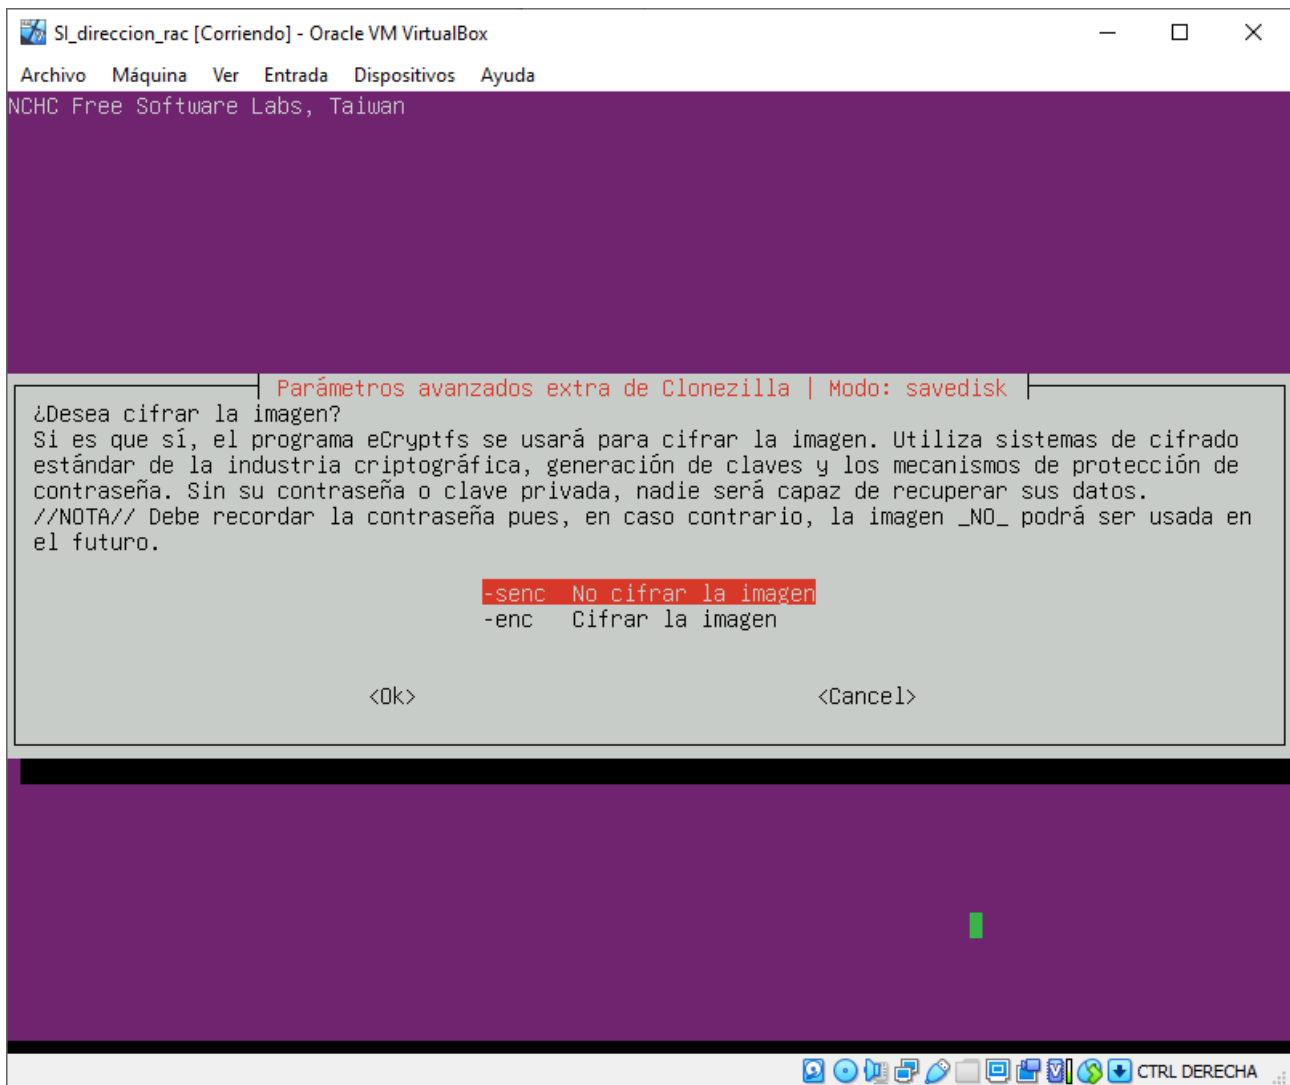 SI_direccion_rac [Corriendo] - Oracle VM VirtualBox
Archivo Máquina Ver Entrada Dispositivos Ayuda
NCHC Free Software Labs, Taiwan
Parámetros avanzados extra de Clonezilla | Modo: savedisk
¿Desea cifrar la imagen?
Si es que sí, el programa eCryptfs se usará para cifrar la imagen. Utiliza sistemas de cifrado
estándar de la industria criptográfica, generación de claves y los mecanismos de protección de
contraseña. Sin su contraseña o clave privada, nadie será capaz de recuperar sus datos.
//NOTA// Debe recordar la contraseña pues, en caso contrario, la imagen _NO_ podrá ser usada en
el futuro.
-senc No cifrar la imagen
-enc Cifrar la imagen
<Ok> <Cancel>
CTRL DERECHA